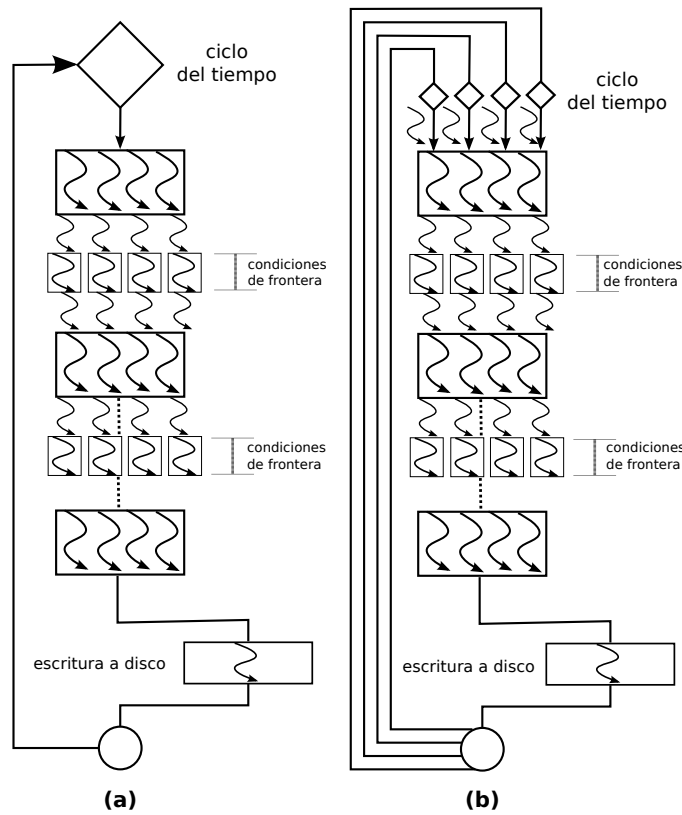 ciclo
del tiempo
condiciones
de frontera
condiciones
de frontera
escritura a disco
(a)
ciclo
del tiempo
condiciones
de frontera
condiciones
de frontera
escritura a disco
(b)